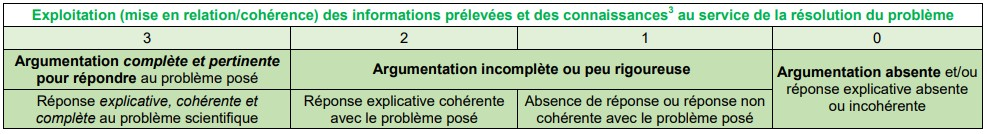 Exploitation (mise en relation/cohérence) des informations prélevées et des connaissances³ au service de la résolution du problème
3 2 1 0
Argumentation complète et pertinente
pour répondre au problème posé
Argumentation incomplète ou peu rigoureuse
Argumentation absente et/ou
réponse explicative absente
ou incohérente
Réponse explicative, cohérente et
complète au problème scientifique
Réponse explicative cohérente
avec le problème posé
Absence de réponse ou réponse non
cohérente avec le problème posé